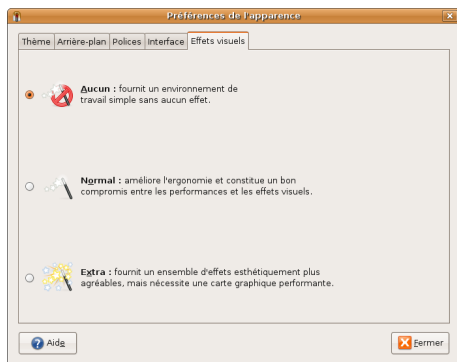 Préférences de l'apparence
Thème Arrière-plan Polices Interface Effets visuels
Aucun : fournit un environnement de
travail simple sans aucun effet.
Normal : améliore l'ergonomie et constitue un bon
compromis entre les performances et les effets visuels.
Extra : fournit un ensemble d'effets esthétiquement plus
agréables, mais nécessite une carte graphique performante.
Aide Fermer